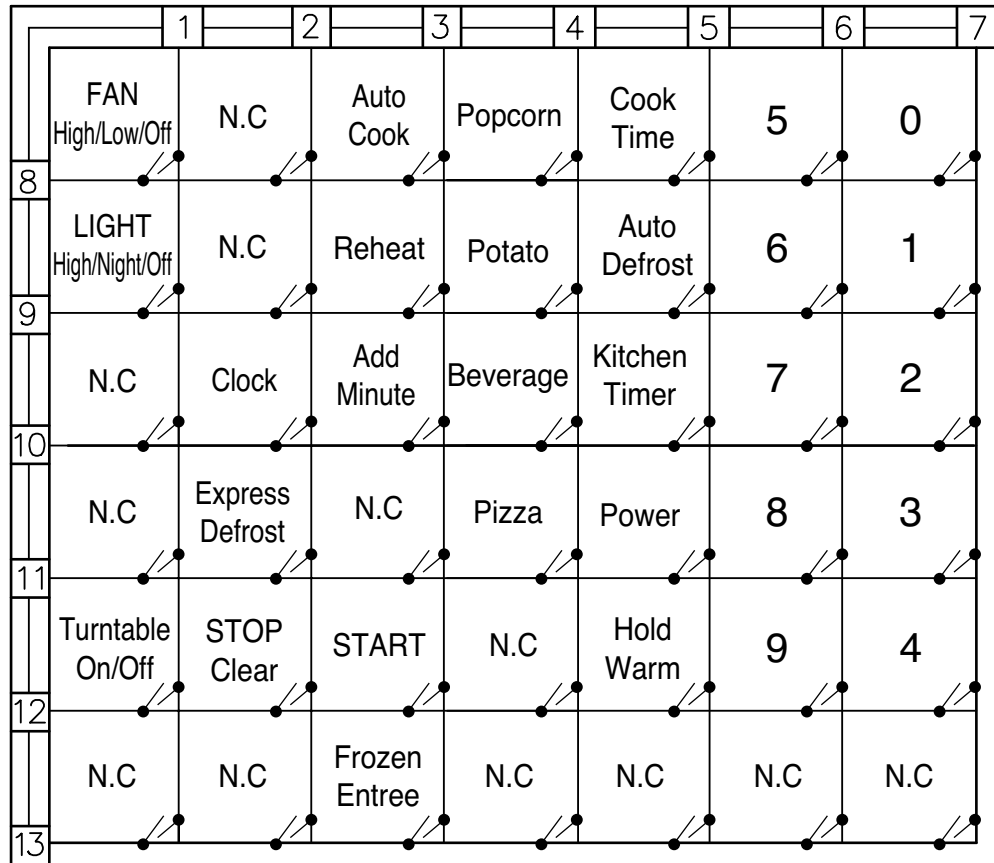 1 2 3 4 5 6 7
FAN
High/Low/Off
N.C
Auto
Cook
Popcorn
Cook
Time
5
0
8
LIGHT
High/Night/Off
N.C
Reheat
Potato
Auto
Defrost
6
1
9
N.C
Clock
Add
Minute
Beverage
Kitchen
Timer
7
2
10
N.C
Express
Defrost
N.C
Pizza
Power
8
3
11
Turntable
On/Off
STOP
Clear
START
N.C
Hold
Warm
9
4
12
N.C
N.C
Frozen
Entree
N.C
N.C
N.C
N.C
13